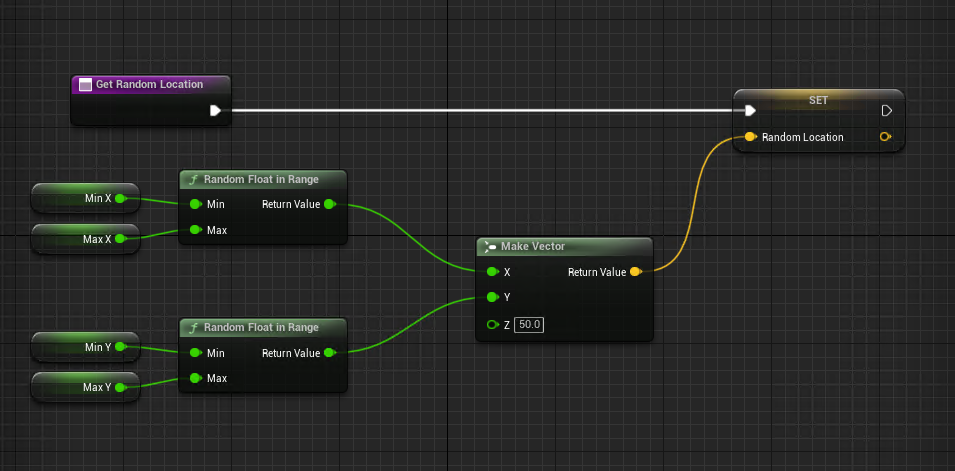 Get Random Location
SET
Random Location
Random Float in Range
Min X
Min
Return Value
Max X
Max
Make Vector
X
Return Value
Y
Z 50.0
Random Float in Range
Min Y
Min
Return Value
Max Y
Max